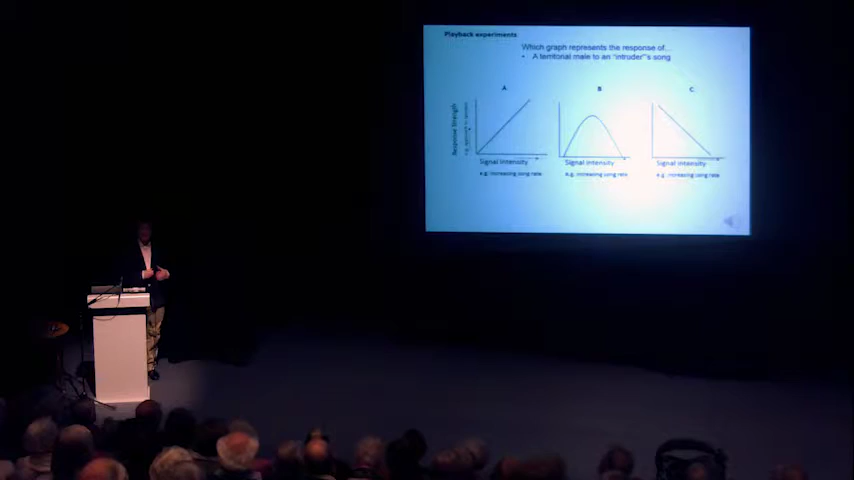 Playback experiments
Which graph represents the response of...
• A territorial male to an "intruder"'s song
A
B
C
Response Strength
Signal intensity
e.g. increasing song rate
Signal intensity
e.g. increasing song rate
Signal intensity
e.g. increasing song rate